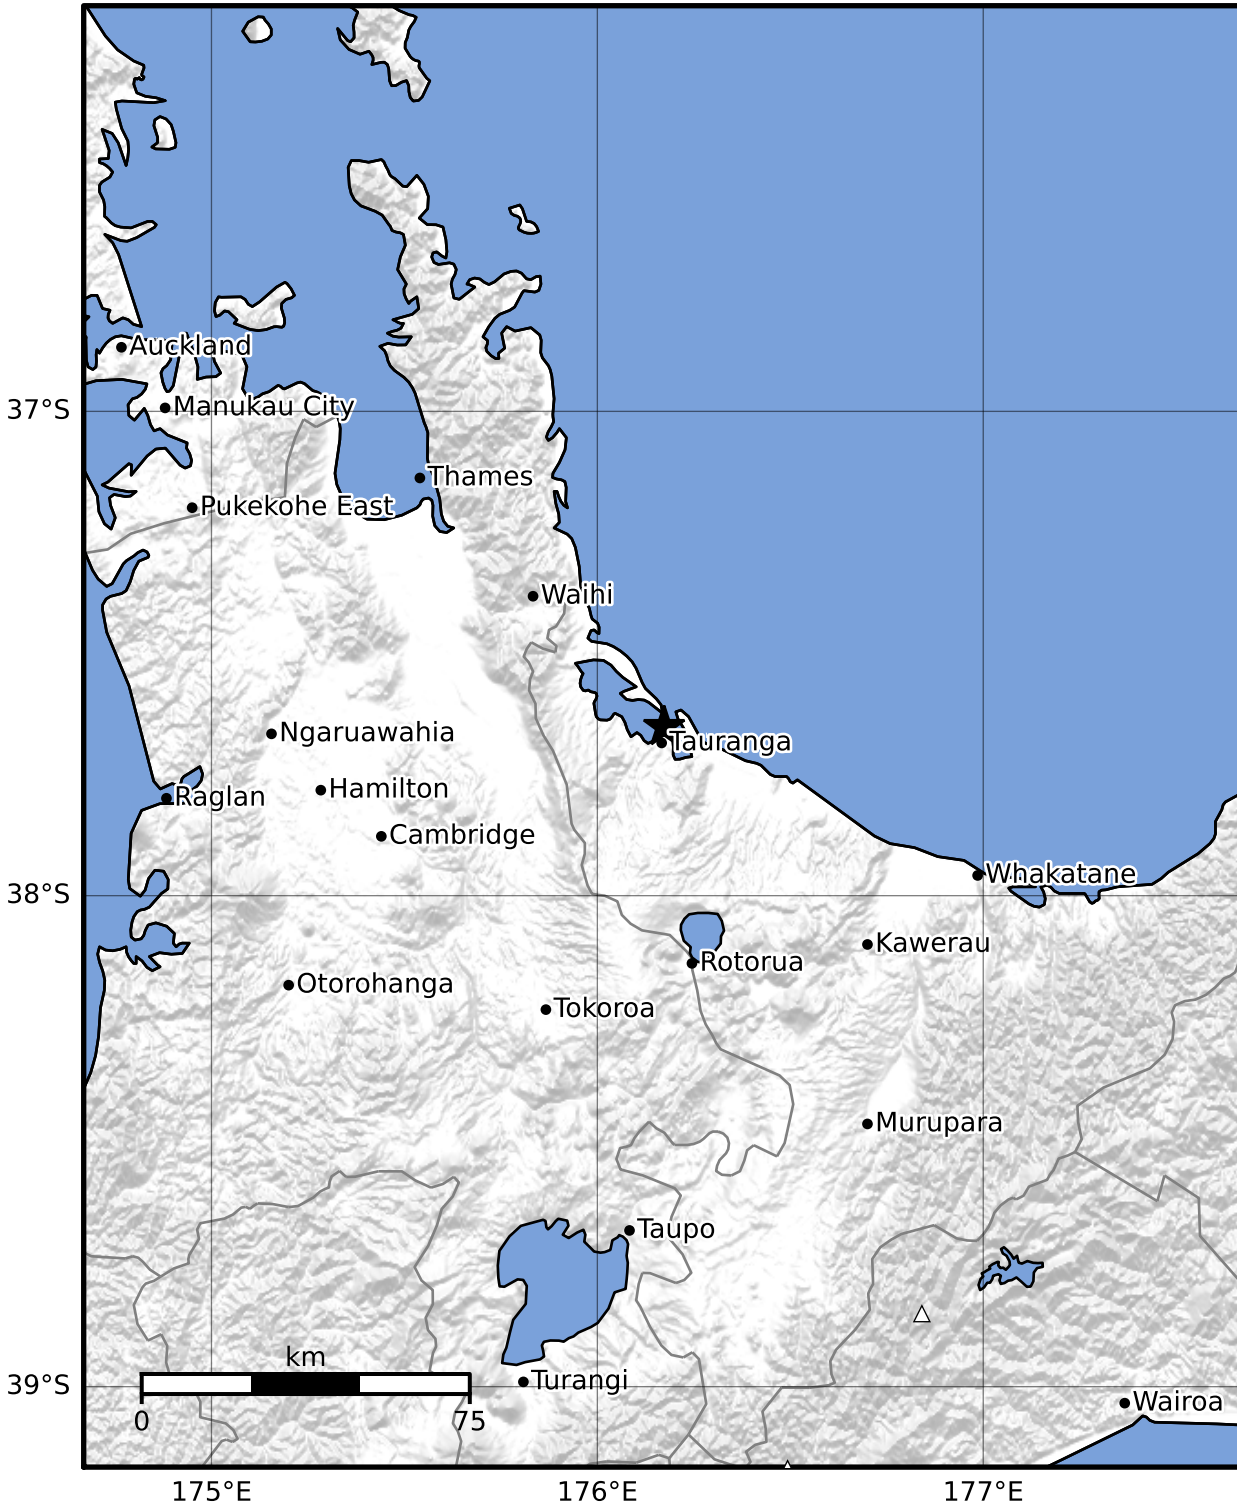 Auckland
Manukau City
37°S
Thames
Pukekohe East
Waihi
Ngaruawahia
Tauranga
Hamilton
Raglan
Cambridge
Whakatane
38°S
Kawerau
Rotorua
Otorohanga
Tokoroa
Murupara
Taupo
km
Turangi
39°S
Wairoa
0 75
175°E 176°E 177°E